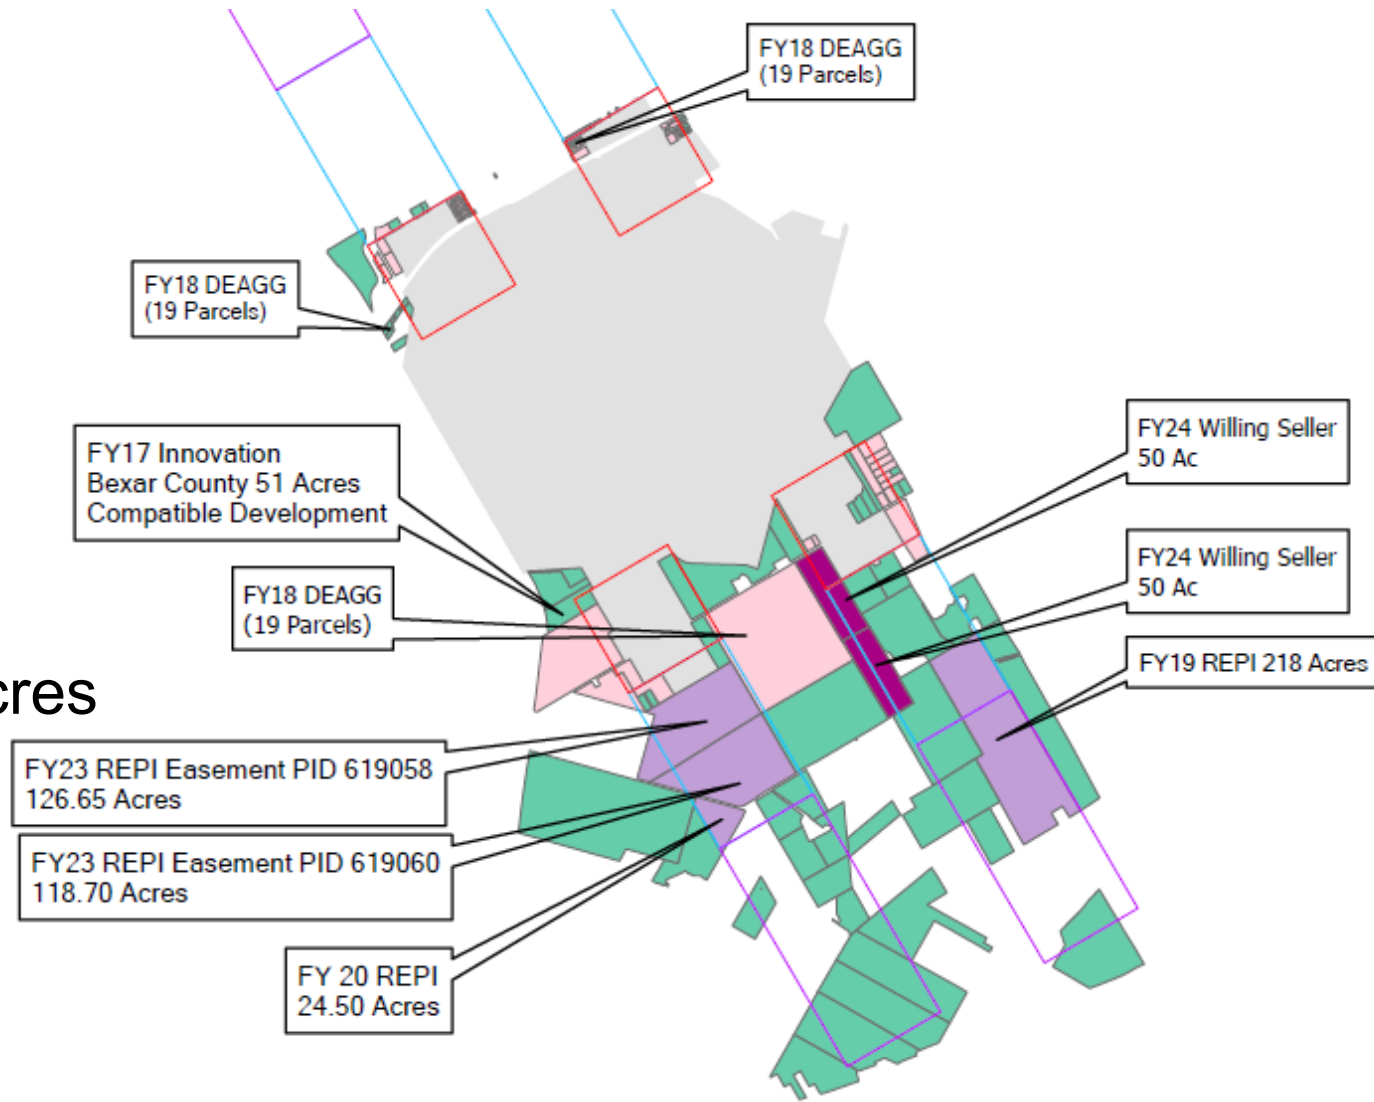 FY18 DEAGG
(19 Parcels)
FY18 DEAGG
(19 Parcels)
FY17 Innovation
Bexar County 51 Acres
Compatible Development
FY24 Willing Seller
50 Ac
FY24 Willing Seller
50 Ac
FY18 DEAGG
(19 Parcels)
FY19 REPI 218 Acres
cres
FY23 REPI Easement PID 619058
126.65 Acres
FY23 REPI Easement PID 619060
118.70 Acres
FY 20 REPI
24.50 Acres